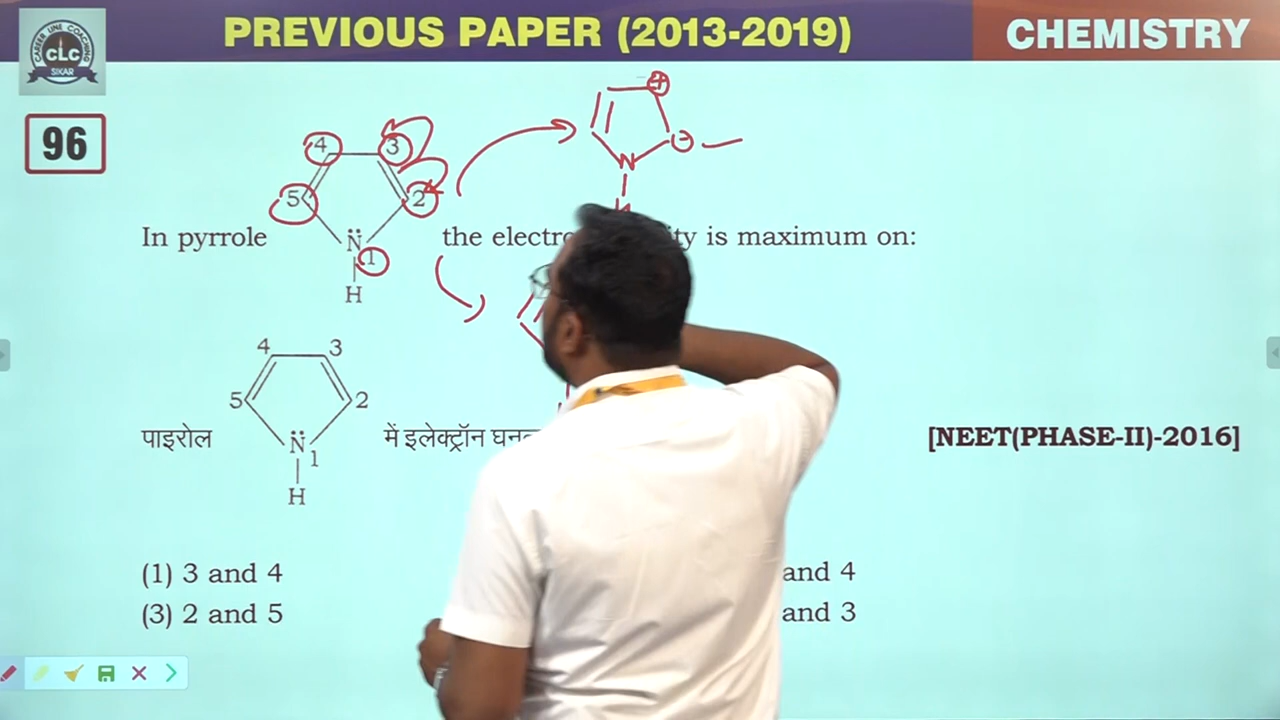 PREVIOUS PAPER (2013-2019)
CHEMISTRY
CAREER LINE COACHING
CLC
SIKAR
96
4 3
5 2
N̈
1
H
⊕
⊖
N
In pyrrole the electro ity is maximum on:
4 3
5 2
N̈
1
H
पाइरोल में इलेक्ट्रॉन
[NEET(PHASE-II)-2016]
(1) 3 and 4
and 4
(3) 2 and 5
and 3